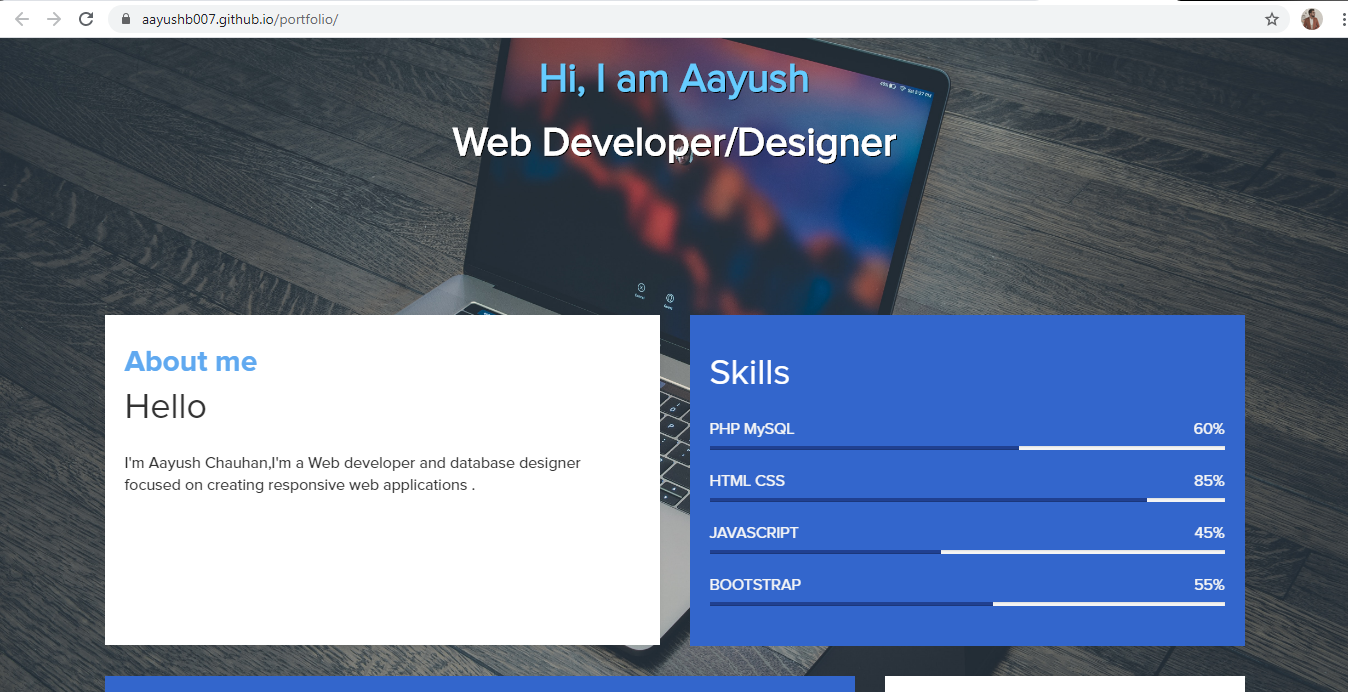 aayushb007.github.io/portfolio/
Hi, I am Aayush
Web Developer/Designer
About me
Hello
I'm Aayush Chauhan,I'm a Web developer and database designer
focused on creating responsive web applications .
Skills
PHP MySQL 60%
HTML CSS 85%
JAVASCRIPT 45%
BOOTSTRAP 55%